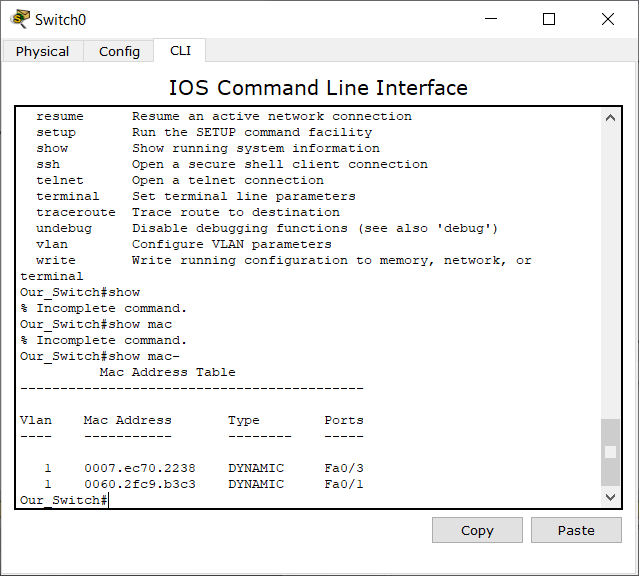 Switch0
Physical Config CLI
IOS Command Line Interface
resume Resume an active network connection
setup Run the SETUP command facility
show Show running system information
ssh Open a secure shell client connection
telnet Open a telnet connection
terminal Set terminal line parameters
traceroute Trace route to destination
undebug Disable debugging functions (see also 'debug')
vlan Configure VLAN parameters
write Write running configuration to memory, network, or
terminal
Our_Switch#show
% Incomplete command.
Our_Switch#show mac
% Incomplete command.
Our_Switch#show mac-
Mac Address Table
-------------------------------------------
Vlan Mac Address Type Ports
---- ----------- -------- -----
1 0007.ec70.2238 DYNAMIC Fa0/3
1 0060.2fc9.b3c3 DYNAMIC Fa0/1
Our_Switch#
Copy Paste